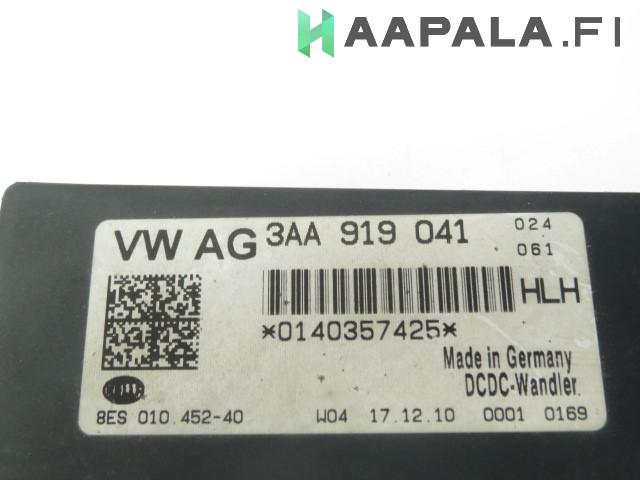 HAAPALA.FI
VW AG 3AA 919 041 024
061
HLH
*0140357425*
Made in Germany
DCDC-Wandler
8ES 010.452-40 W04 17.12.10 0001 0169